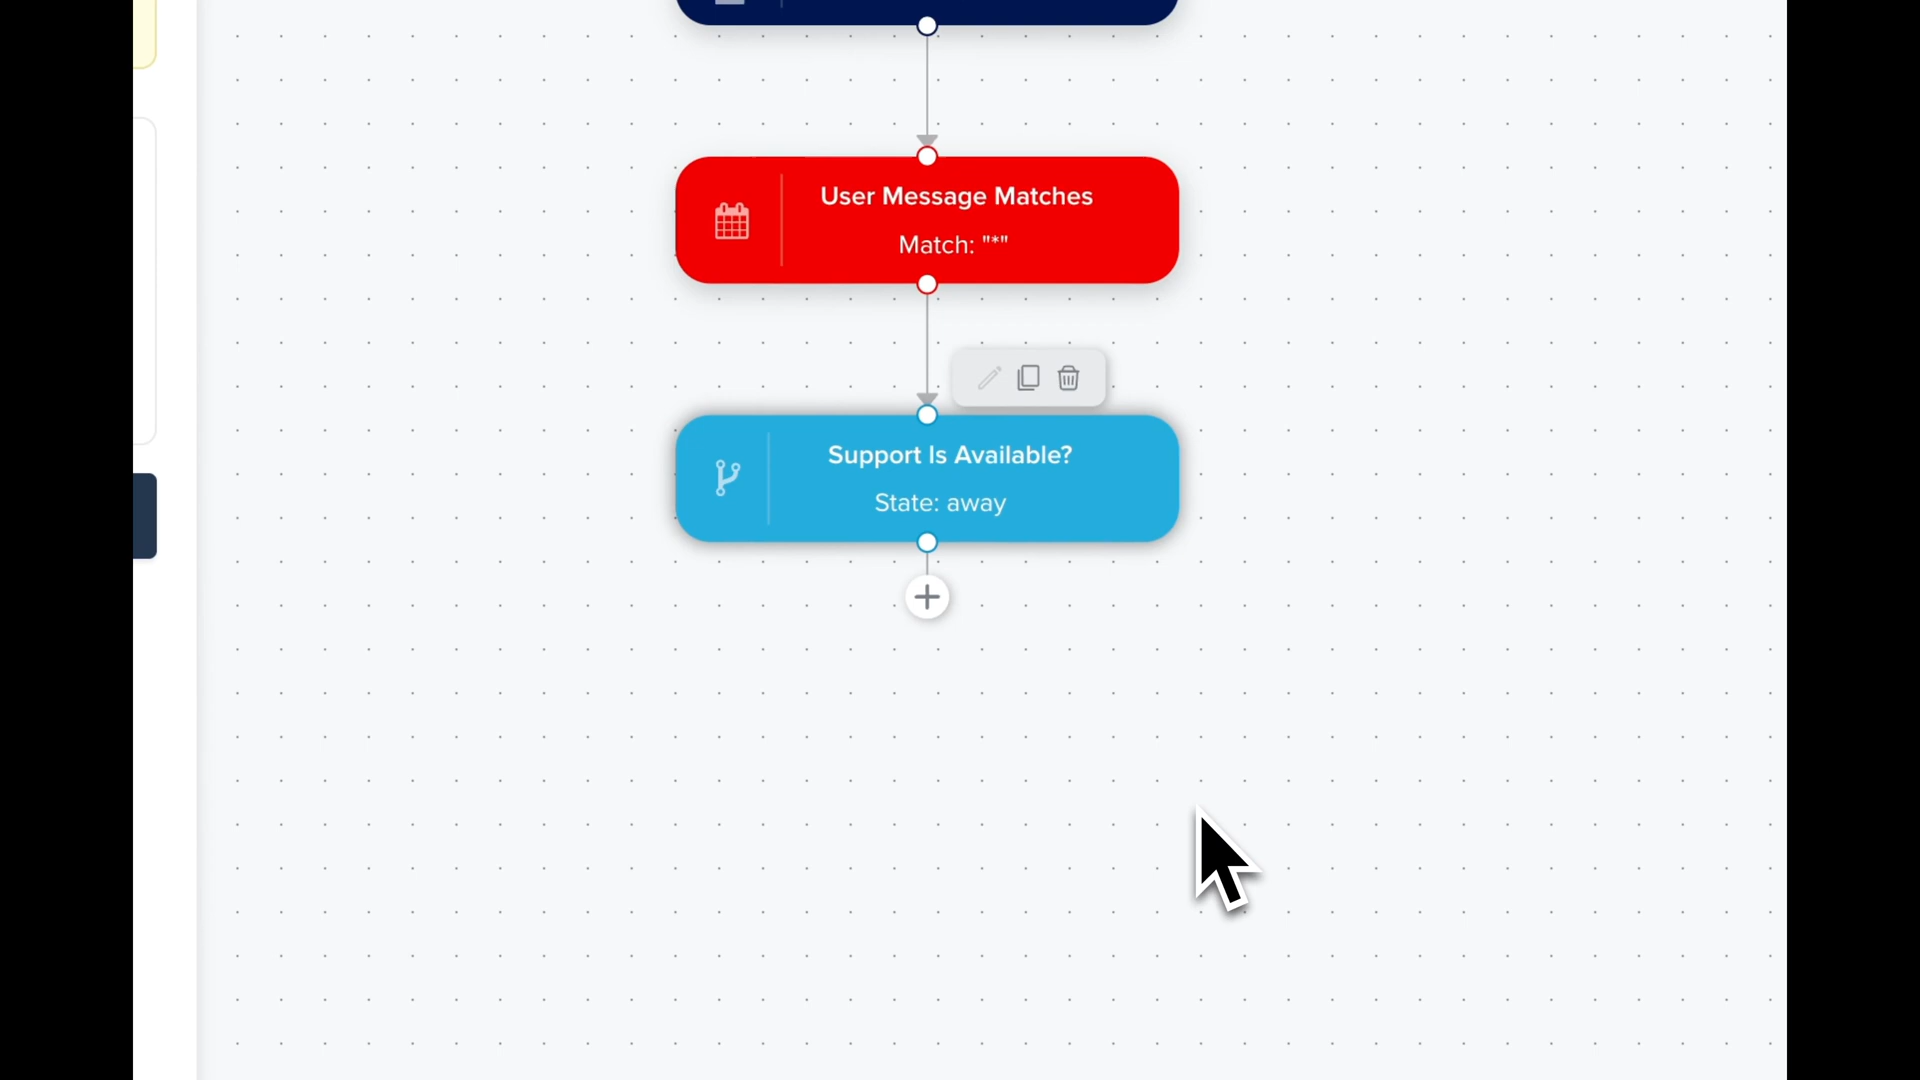 User Message Matches
Match: "*"
Support Is Available?
State: away